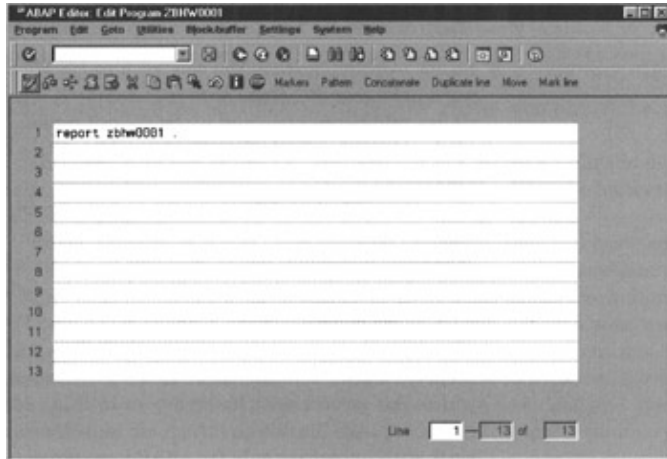 ABAP Editor: Edit Program ZBHW0001
Program Edit Goto Utilities Block/buffer Settings System Help
Markers Pattern Concatenate Duplicate line Move Mark line
1 report zbhw0001 .
2
3
4
5
6
7
8
9
10
11
12
13
Line 1 – 13 of 13